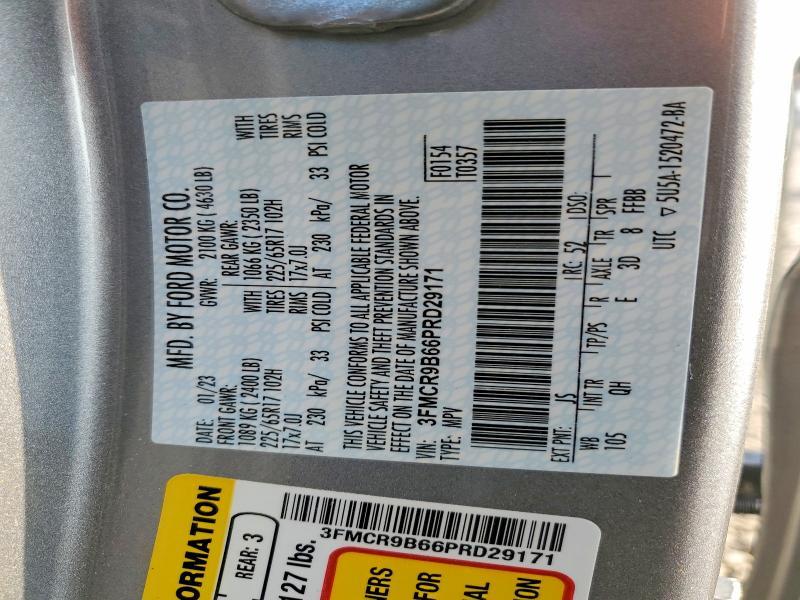 MFD. BY FORD MOTOR CO.
DATE: 01/23 GVWR: 2100 KG ( 4630 LB)
FRONT GAWR: REAR GAWR:
1089 KG ( 2400 LB) WITH 1066 KG ( 2350 LB) WITH
225/65R17 102H TIRES 225/65R17 102H TIRES
17x7.0J RIMS 17x7.0J RIMS
AT 230 kPa/ 33 PSI COLD AT 230 kPa/ 33 PSI COLD
THIS VEHICLE CONFORMS TO ALL APPLICABLE FEDERAL MOTOR
VEHICLE SAFETY AND THEFT PREVENTION STANDARDS IN
EFFECT ON THE DATE OF MANUFACTURE SHOWN ABOVE.
VIN: 3FMCR9B66PRD29171 F0154
TYPE: MPV T0357
EXT PNT: JS RC: 52 DSO:
WB INT TR TP/PS R AXLE TR SPR
105 QH E 3D 8 FFBB
UTC ▽ 5U5A-1520472-BA
ORMATION
REAR: 3
127 lbs.
3FMCR9B66PRD29171
NERS
FOR
AL
ION